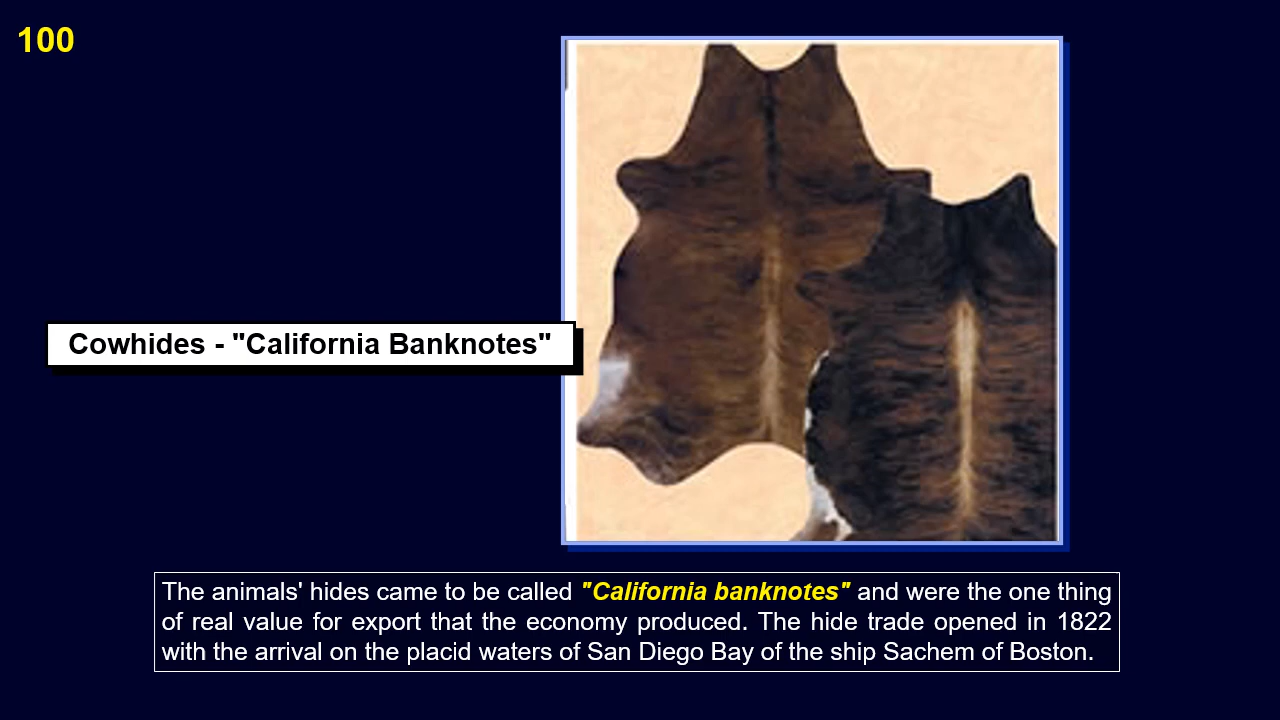 100
Cowhides - "California Banknotes"
The animals' hides came to be called "California banknotes" and were the one thing
of real value for export that the economy produced. The hide trade opened in 1822
with the arrival on the placid waters of San Diego Bay of the ship Sachem of Boston.